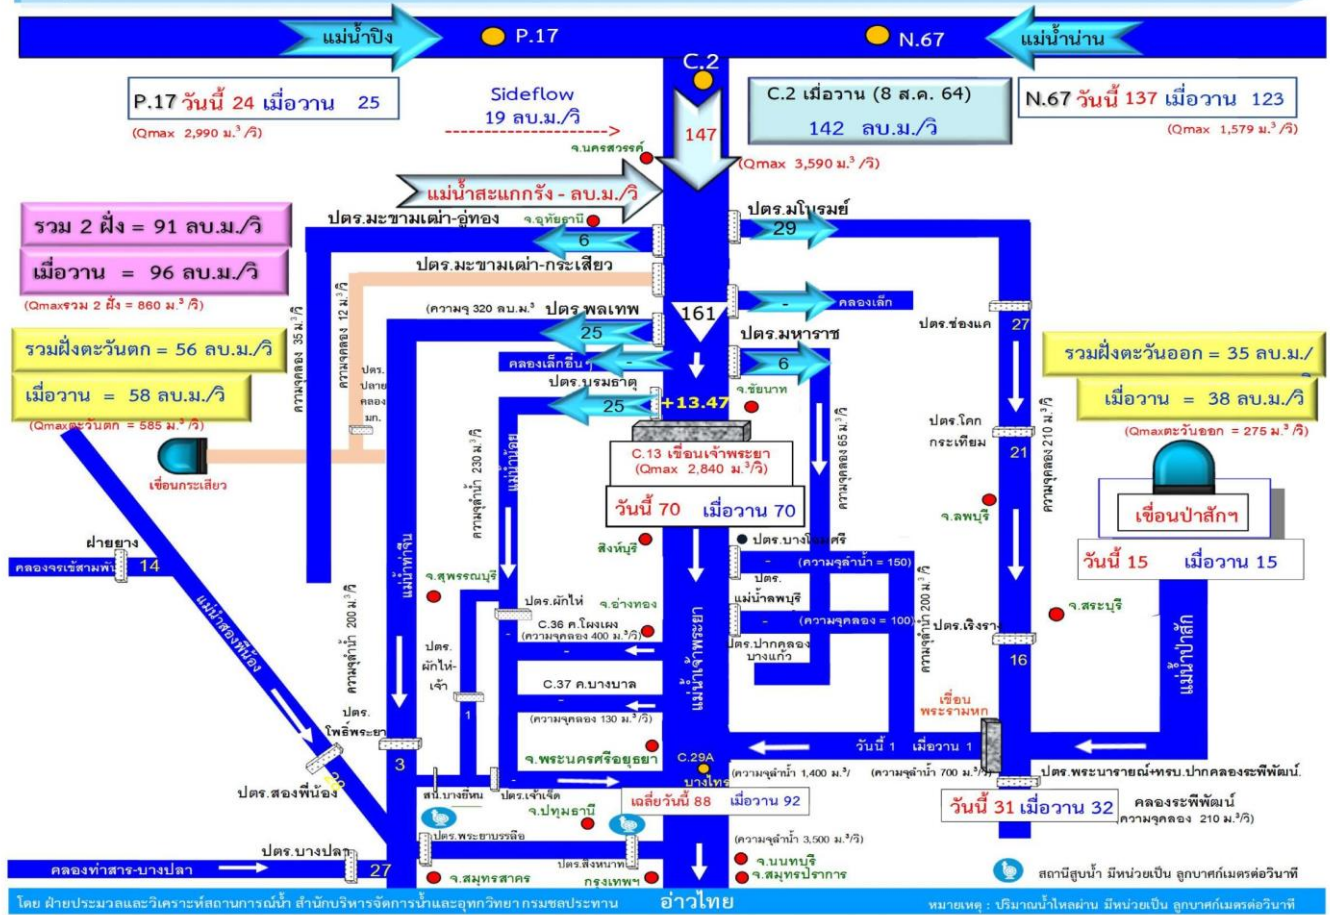 แม่น้ำปิง
P.17
N.67
แม่น้ำน่าน
C.2
P.17 วันนี้ 24 เมื่อวาน 25
(Qmax 2,990 ม.³/วิ)
Sideflow
19 ลบ.ม./วิ
จ.นครสวรรค์
147
C.2 เมื่อวาน (8 ส.ค. 64)
142 ลบ.ม./วิ
(Qmax 3,590 ม.³/วิ)
N.67 วันนี้ 137 เมื่อวาน 123
(Qmax 1,579 ม.³/วิ)
แม่น้ำสะแกกรัง - ลบ.ม./วิ
รวม 2 ฝั่ง = 91 ลบ.ม./วิ
เมื่อวาน = 96 ลบ.ม./วิ
(Qmaxรวม 2 ฝั่ง = 860 ม.³/วิ)
ปตร.มะขามเฒ่า-อู่ทอง
จ.อุทัยธานี
6
ปตร.มโนรมย์
29
ปตร.มะขามเฒ่า-กระเสียว
(ความจุ 320 ลบ.ม.³
ปตร.พลเทพ
25
161
-
คลองเล็ก
ปตร.ช่องแค
27
ปตร.มหาราช
6
คลองเล็กอื่นๆ
-
ปตร.บรมธาตุ
25
+13.47
จ.ชัยนาท
รวมฝั่งตะวันตก = 56 ลบ.ม./วิ
เมื่อวาน = 58 ลบ.ม./วิ
(Qmaxตะวันตก = 585 ม.³/วิ)
รวมฝั่งตะวันออก = 35 ลบ.ม./
เมื่อวาน = 38 ลบ.ม./วิ
(Qmaxตะวันออก = 275 ม.³/วิ)
ความจุคลอง 35 ม.³/วิ
ความจุคลอง 12 ม.³/วิ
ปตร.
ปลาย
คลอง
มก.
เขื่อนกระเสียว
ความจุลำน้ำ 230 ม.³/วิ
แม่น้ำน้อย
C.13 เขื่อนเจ้าพระยา
(Qmax 2,840 ม.³/วิ)
วันนี้ 70 เมื่อวาน 70
ความจุคลอง 65 ม.³/วิ
ปตร.โคก
กระเทียม
21
ความจุคลอง 210 ม.³/วิ
จ.ลพบุรี
เขื่อนป่าสักฯ
วันนี้ 15 เมื่อวาน 15
ฝายยาง
14
แม่น้ำสองพี่น้อง
ความจุลำน้ำ 200 ม.³/วิ
แม่น้ำท่าจีน
จ.สุพรรณบุรี
สิงห์บุรี
- (ความจุลำน้ำ = 150)
ปตร.
แม่น้ำลพบุรี
- (ความจุคลอง = 100)
ปตร.ปากคลอง
บางแก้ว
ความจุลำน้ำ 200 ม.³/วิ
จ.สระบุรี
ปตร.เริงราง
16
แม่น้ำป่าสัก
ปตร.ผักไห่
-
จ.อ่างทอง
C.36 ค.โผงเผง
(ความจุคลอง 400 ม.³/วิ)
-
ปตร.
ผักไห่-
เจ้า
1
C.37 ค.บางบาล
-
(ความจุคลอง 130 ม.³/วิ)
แม่น้ำเจ้าพระยา
เขื่อน
พระรามหก
วันนี้ 1 เมื่อวาน 1
ปตร.
โพธิ์พระยา
3
จ.พระนครศรีอยุธยา
C.29A
บางไทร
(ความจุลำน้ำ 1,400 ม.³/
(ความจุลำน้ำ 700 ม.³/วิ)
ปตร.พระนารายณ์+ทรบ.ปากคลองระพีพัฒน์.
ปตร.สองพี่น้อง
สน.บางยี่หน
ปตร.เจ้าเจ็ด
-
เฉลี่ยวันนี้ 88 เมื่อวาน 92
วันนี้ 31 เมื่อวาน 32
คลองระพีพัฒน์
(ความจุคลอง 210 ม.³/วิ)
จ.ปทุมธานี
ปตร.พระยาบรรลือ
(ความจุลำน้ำ 3,500 ม.³/วิ)
ปตร.บางปลา
คลองท่าสาร-บางปลา
27
ปตร.สิงหนาท
จ.นนทบุรี
จ.สมุทรสาคร
กรุงเทพฯ
จ.สมุทรปราการ
สถานีสูบน้ำ มีหน่วยเป็น ลูกบาศก์เมตรต่อวินาที
โดย ฝ่ายประมวลและวิเคราะห์สถานการณ์น้ำ สำนักบริหารจัดการน้ำและอุทกวิทยา กรมชลประทาน
อ่าวไทย
หมายเหตุ : ปริมาณน้ำไหลผ่าน มีหน่วยเป็น ลูกบาศก์เมตรต่อวินาที